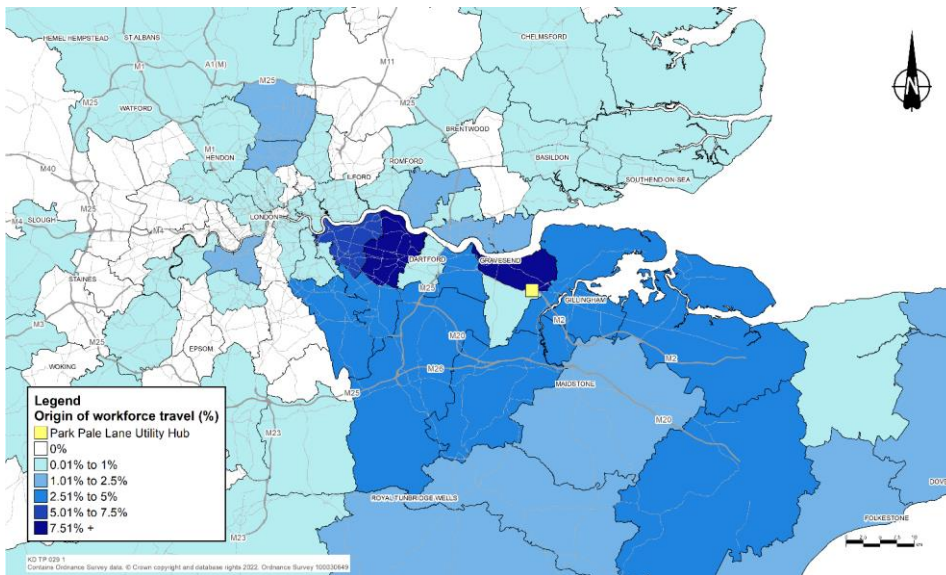 HEMEL HEMPSTEAD
ST ALBANS
CHELMSFORD
A1(M)
M1
M25
M11
M25
M25
WATFORD
BRENTWOOD
M1
HENDON
ROMFORD
BASILDON
M40
ILFORD
SOUTHEND-ON-SEA
M25
LONDON
SLOUGH
M4
M4
DARTFORD
GRAVESEND
STAINES
M25
GILLINGHAM
M2
M3
M20
M2
EPSOM
M25
WOKING
M26
M25
MAIDSTONE
M20
M23
ROYAL TUNBRIDGE WELLS
FOLKESTONE
M23
Legend
Origin of workforce travel (%)
Park Pale Lane Utility Hub
0%
0.01% to 1%
1.01% to 2.5%
2.51% to 5%
5.01% to 7.5%
7.51% +
KD TP 029 1
Contains Ordnance Survey data. © Crown copyright and database rights 2022. Ordnance Survey 100030649